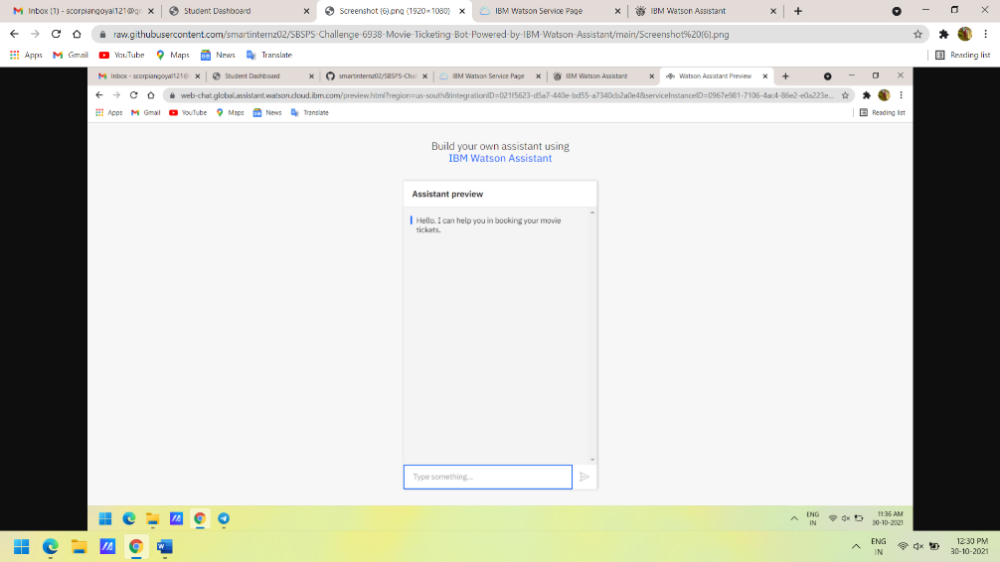 Inbox (1) - scorpiangoyal121@gr
Student Dashboard
Screenshot (6).png (1920×1080)
IBM Watson Service Page
IBM Watson Assistant
raw.githubusercontent.com/smartinternz02/SBSPS-Challenge-6938-Movie-Ticketing-Bot-Powered-by-IBM-Watson-Assistant/main/Screenshot%20(6).png
Apps
Gmail
YouTube
Maps
News
Translate
Reading list
Inbox - scorpiangoyal121@g
Student Dashboard
smartinternz02/SBSPS-Chal
IBM Watson Service Page
IBM Watson Assistant
Watson Assistant Preview
web-chat.global.assistant.watson.cloud.ibm.com/preview.html?region=us-south&integrationID=021f5623-d5a7-440e-bd55-a7340cb2a0e4&serviceInstanceID=0967e981-7106-4ac4-86e2-e0a223e...
Apps
Gmail
YouTube
Maps
News
Translate
Reading list
Build your own assistant using
IBM Watson Assistant
Assistant preview
Hello. I can help you in booking your movie
tickets.
Type something...
ENG
IN
11:36 AM
30-10-2021
ENG
IN
12:30 PM
30-10-2021